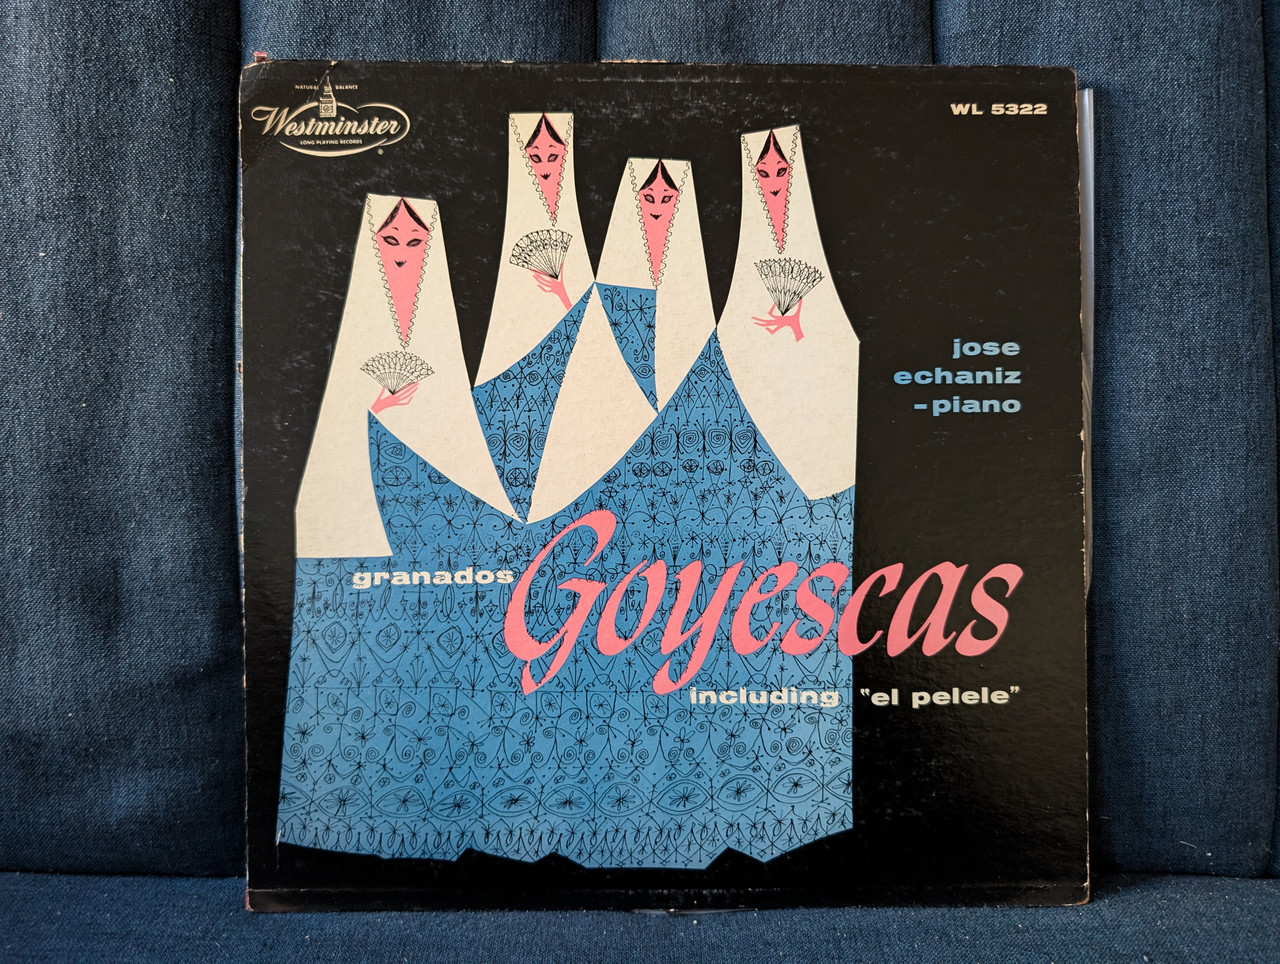 NATURAL BALANCE
Westminster
LONG PLAYING RECORDS
®
WL 5322
jose
echaniz
-piano
granados Goyescas
including "el pelele"